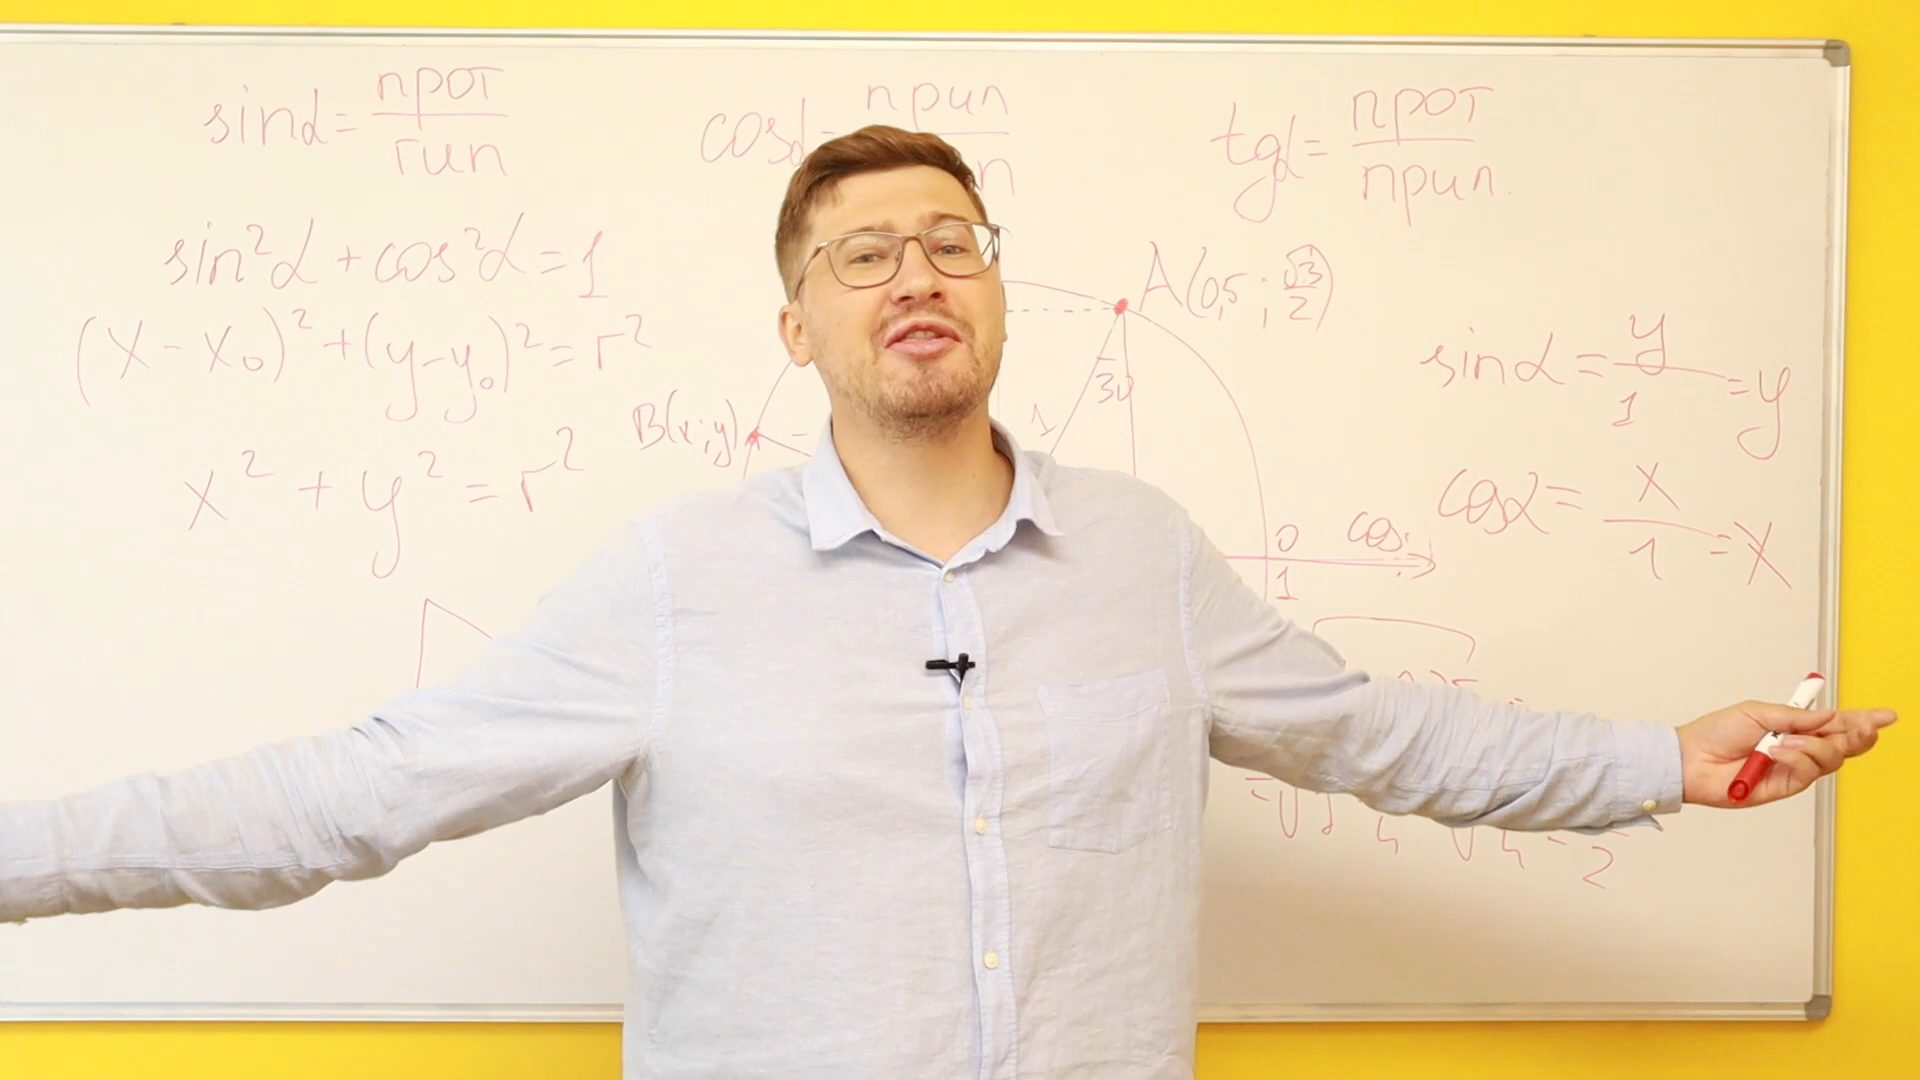 sinα = прот/гип
cosα = прил
tgα = прот/прил.
sin²α + cos²α = 1
(x - x₀)² + (y - y₀)² = r²
x² + y² = r²
B(x;y)
A(0,5 ; √3/2)
30
1
0
1
cos
sinα = y/1 = y
cosα = x/1 = x